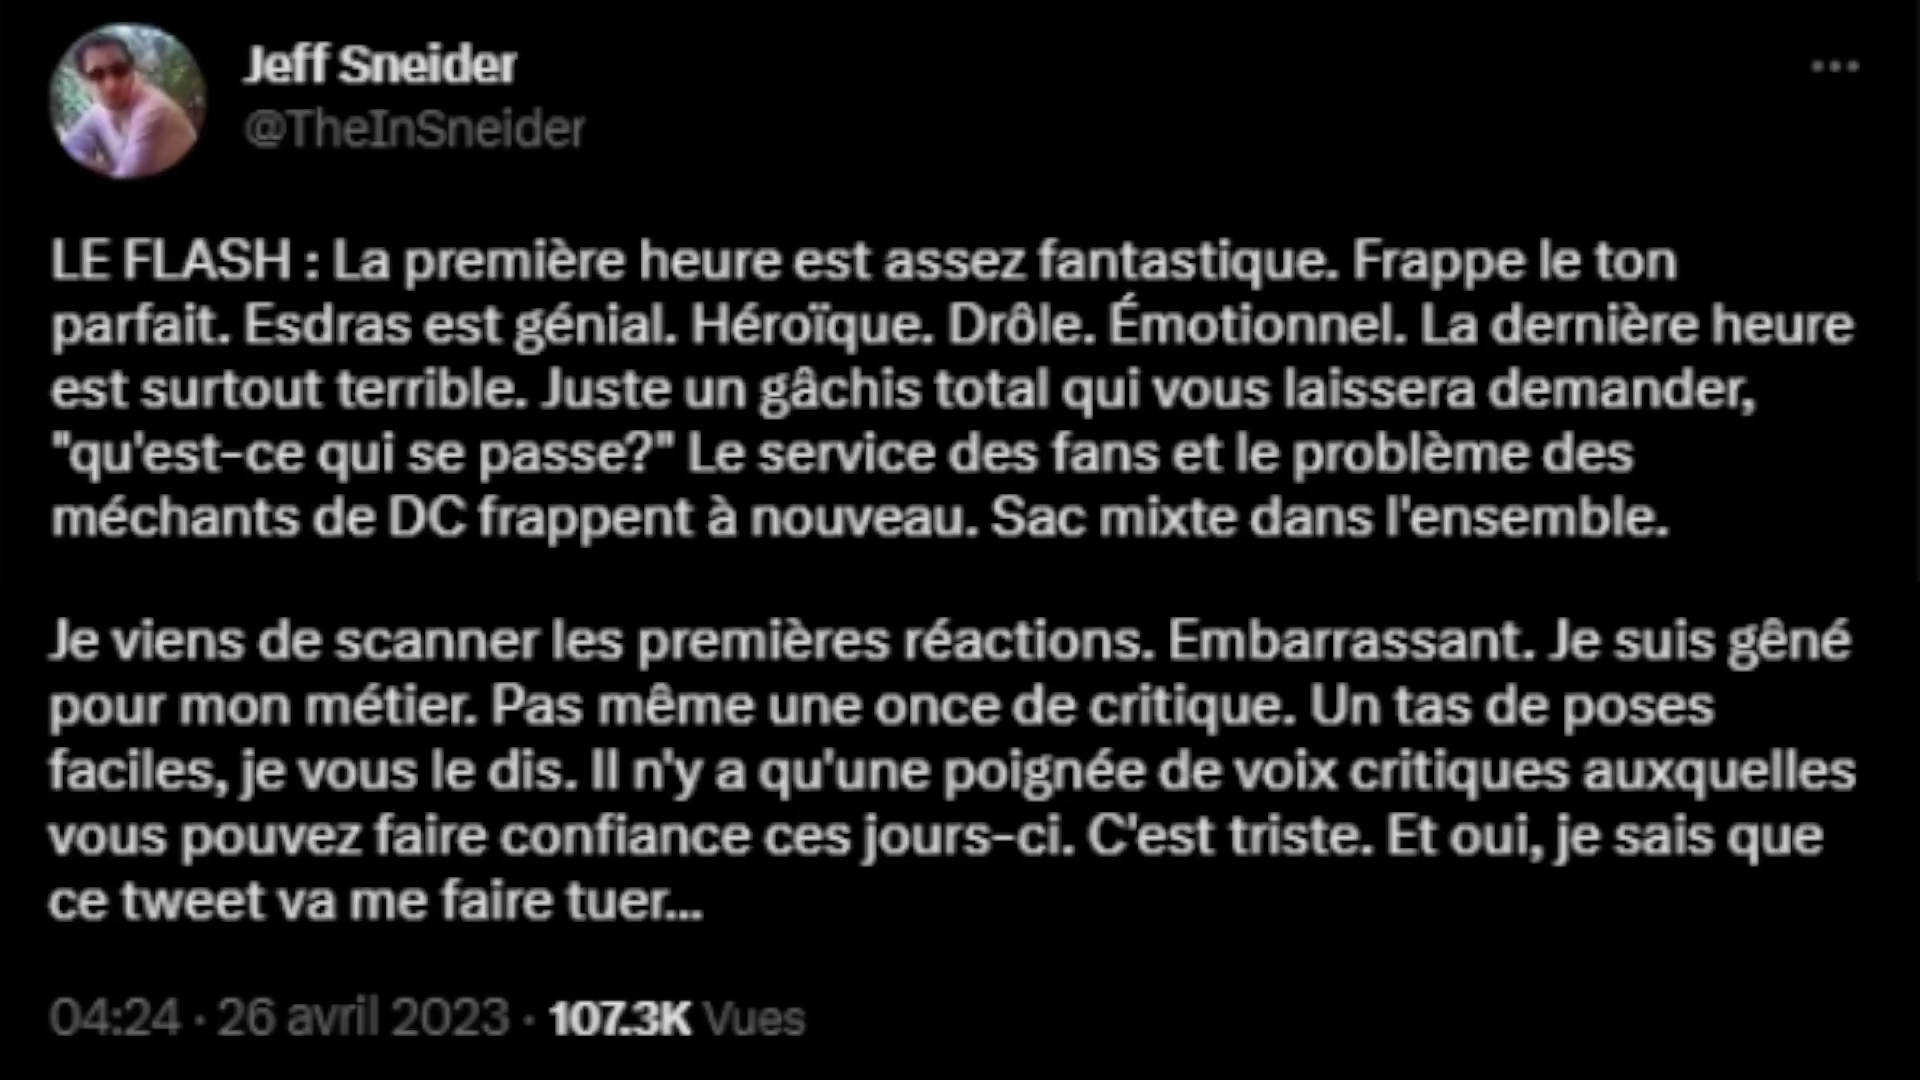 Jeff Sneider
@TheInSneider
LE FLASH : La première heure est assez fantastique. Frappe le ton
parfait. Esdras est génial. Héroïque. Drôle. Émotionnel. La dernière heure
est surtout terrible. Juste un gâchis total qui vous laissera demander,
"qu'est-ce qui se passe?" Le service des fans et le problème des
méchants de DC frappent à nouveau. Sac mixte dans l'ensemble.
Je viens de scanner les premières réactions. Embarrassant. Je suis gêné
pour mon métier. Pas même une once de critique. Un tas de poses
faciles, je vous le dis. Il n'y a qu'une poignée de voix critiques auxquelles
vous pouvez faire confiance ces jours-ci. C'est triste. Et oui, je sais que
ce tweet va me faire tuer...
04:24 · 26 avril 2023 · 107.3K Vues